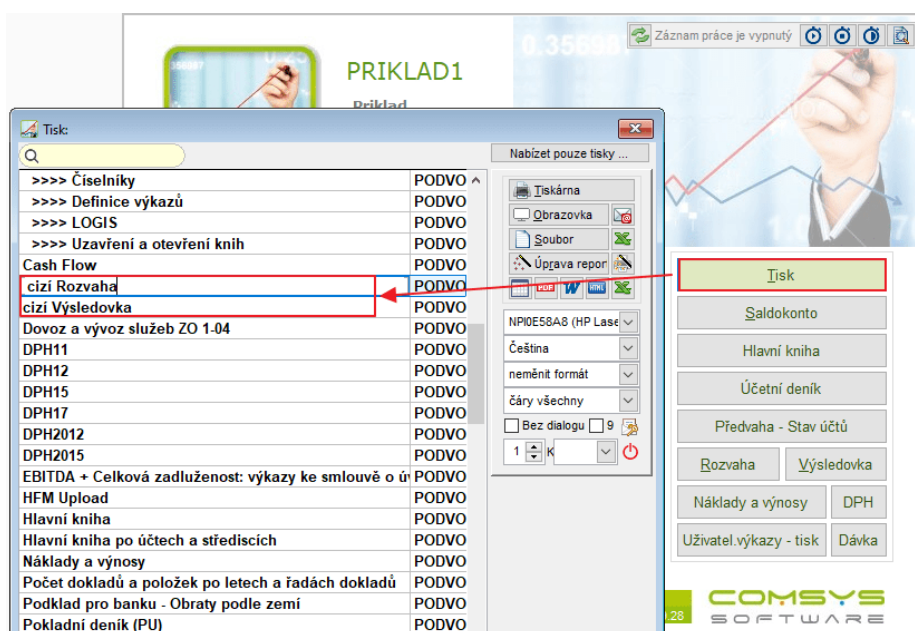 0.35698
Záznam práce je vypnutý
356897
PRIKLAD1
Priklad
Tisk:
Nabízet pouze tisky ...
>>>> Číselníky PODVO
>>>> Definice výkazů PODVO
>>>> LOGIS PODVO
>>>> Uzavření a otevření knih PODVO
Cash Flow PODVO
cizí Rozvaha PODVO
cizí Výsledovka PODVO
Dovoz a vývoz služeb ZO 1-04 PODVO
DPH11 PODVO
DPH12 PODVO
DPH15 PODVO
DPH17 PODVO
DPH2012 PODVO
DPH2015 PODVO
EBITDA + Celková zadluženost: výkazy ke smlouvě o ú PODVO
HFM Upload PODVO
Hlavní kniha PODVO
Hlavní kniha po účtech a střediscích PODVO
Náklady a výnosy PODVO
Počet dokladů a položek po letech a řadách dokladů PODVO
Podklad pro banku - Obraty podle zemí PODVO
Pokladní deník (PU) PODVO
Tiskárna
Obrazovka
Soubor
Úprava repor
PDF W HTML
NPI0E58A8 (HP Lase
Čeština
neměnit formát
čáry všechny
Bez dialogu 9
1 K
Tisk
Saldokonto
Hlavní kniha
Účetní deník
Předvaha - Stav účtů
Rozvaha Výsledovka
Náklady a výnosy DPH
Uživatel.výkazy - tisk Dávka
.28
COMSYS
SOFTWARE